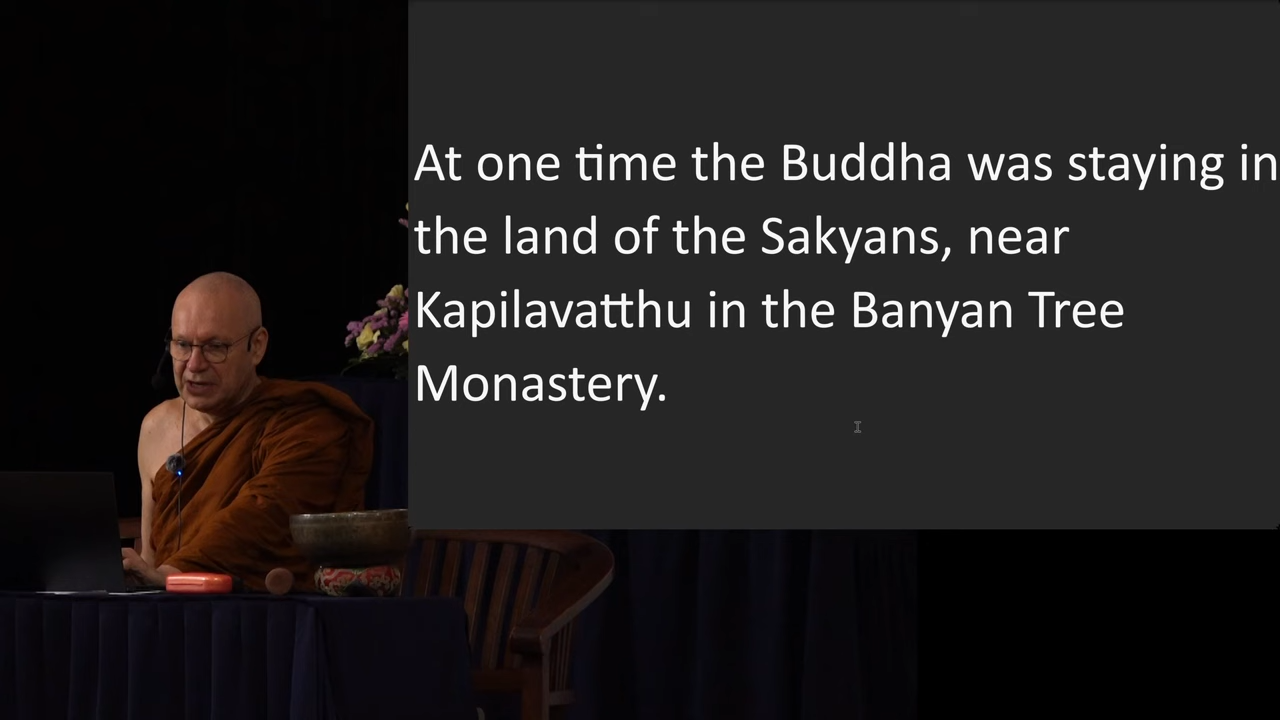 At one time the Buddha was staying in
the land of the Sakyans, near
Kapilavatthu in the Banyan Tree
Monastery.